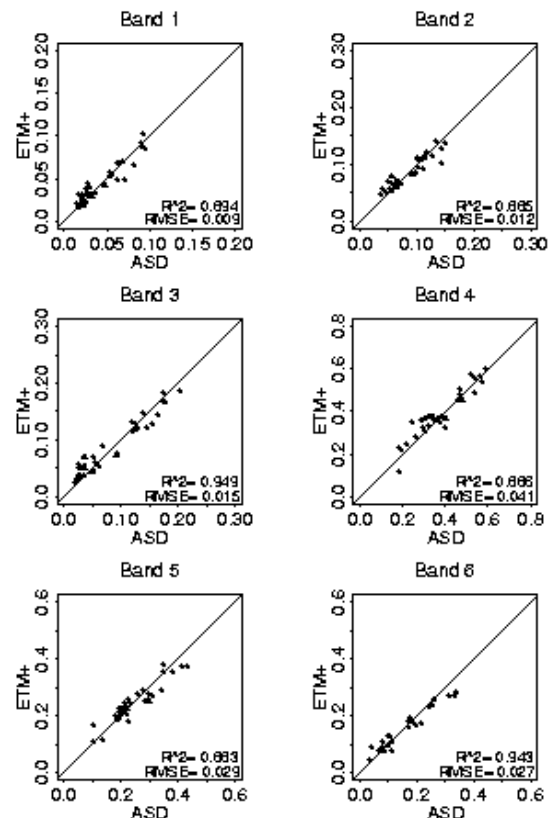 Band 1
0.0 0.05 0.10 0.15 0.20
ETM+
R^2= 0.694
RMSE= 0.009
0.0 0.05 0.10 0.15 0.20
ASD
Band 2
0.0 0.10 0.20 0.30
ETM+
R^2= 0.665
RMSE= 0.012
0.0 0.10 0.20 0.30
ASD
Band 3
0.0 0.10 0.20 0.30
ETM+
R^2= 0.949
RMSE= 0.015
0.0 0.10 0.20 0.30
ASD
Band 4
0.0 0.2 0.4 0.6 0.8
ETM+
R^2= 0.666
RMSE= 0.041
0.0 0.2 0.4 0.6 0.8
ASD
Band 5
0.0 0.2 0.4 0.6
ETM+
R^2= 0.663
RMSE= 0.029
0.0 0.2 0.4 0.6
ASD
Band 6
0.0 0.2 0.4 0.6
ETM+
R^2= 0.943
RMSE= 0.027
0.0 0.2 0.4 0.6
ASD